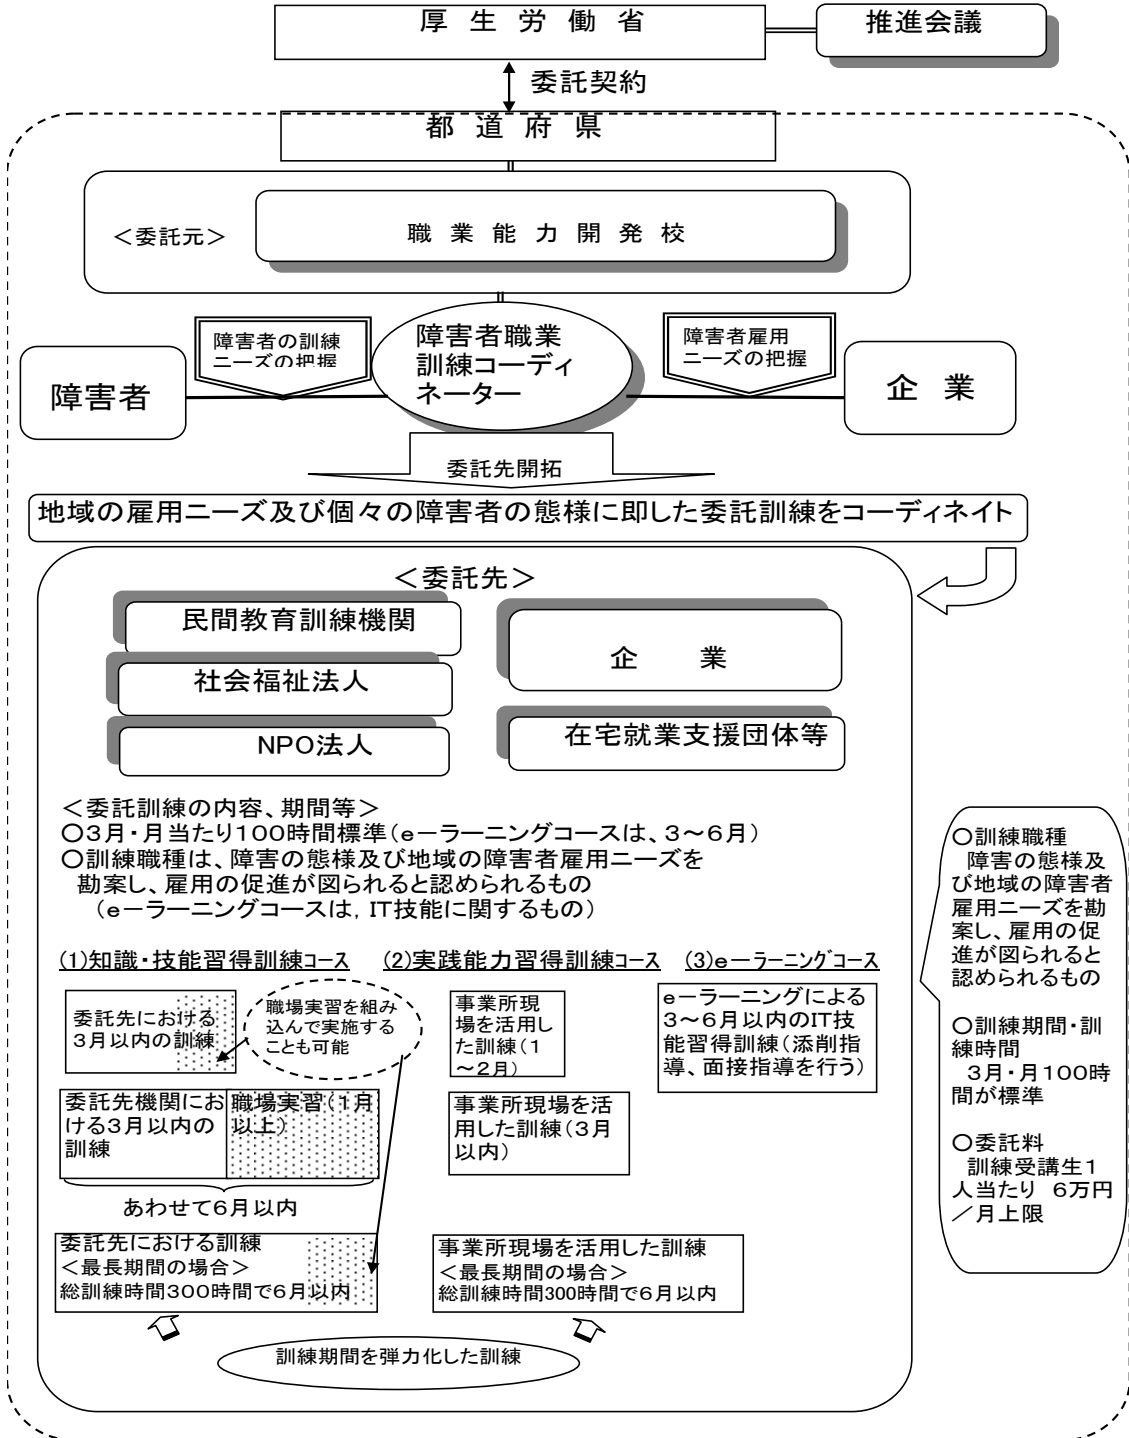 厚 生 労 働 省
推進会議
委託契約
都 道 府 県
＜委託元＞
職 業 能 力 開 発 校
障害者の訓練
ニーズの把握
障害者職業
訓練コーディ
ネーター
障害者雇用
ニーズの把握
障害者
企 業
委託先開拓
地域の雇用ニーズ及び個々の障害者の態様に即した委託訓練をコーディネイト
＜委託先＞
民間教育訓練機関
社会福祉法人
NPO法人
企 業
在宅就業支援団体等
＜委託訓練の内容、期間等＞
○３月・月当たり１００時間標準（ｅーラーニングコースは、３～６月）
○訓練職種は、障害の態様及び地域の障害者雇用ニーズを
勘案し、雇用の促進が図られると認められるもの
（ｅーラーニングコースは，IT技能に関するもの）
(1)知識・技能習得訓練ｺｰｽ
委託先における
３月以内の訓練
職場実習を組み
込んで実施する
ことも可能
委託先機関にお
ける３月以内の
訓練
職場実習（１月
以上）
あわせて６月以内
委託先における訓練
＜最長期間の場合＞
総訓練時間３００時間で６月以内
(2)実践能力習得訓練ｺｰｽ
事業所現
場を活用し
た訓練（１
～２月）
事業所現場を活
用した訓練（３月
以内）
事業所現場を活用した訓練
＜最長期間の場合＞
総訓練時間300時間で６月以内
(3)ｅーラーニングコース
ｅーラーニングによる
３～６月以内のIT技
能習得訓練（添削指
導、面接指導を行う）
訓練期間を弾力化した訓練
○訓練職種
障害の態様及
び地域の障害者
雇用ニーズを勘
案し、雇用の促
進が図られると
認められるもの
○訓練期間・訓
練時間
３月・月１００時
間が標準
○委託料
訓練受講生１
人当たり ６万円
／月上限